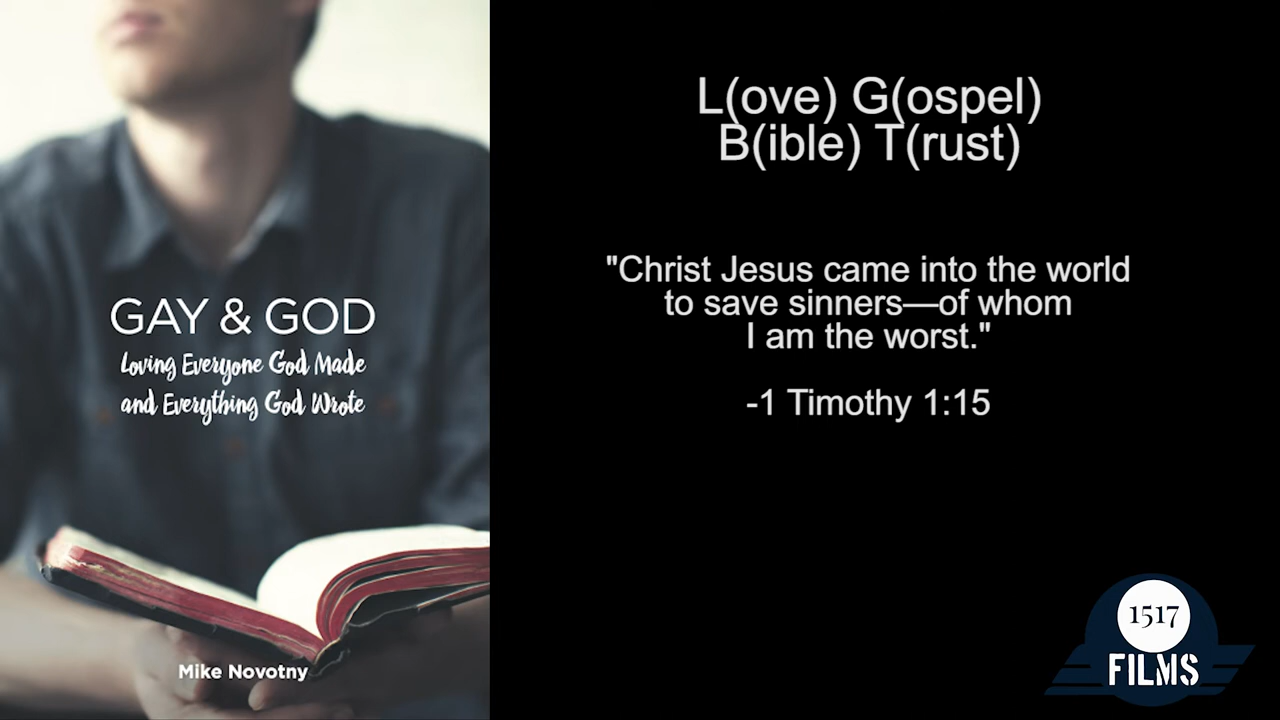 GAY & GOD
Loving Everyone God Made
and Everything God Wrote
Mike Novotny
L(ove) G(ospel)
B(ible) T(rust)
"Christ Jesus came into the world
to save sinners—of whom
I am the worst."
-1 Timothy 1:15
1517
FILMS